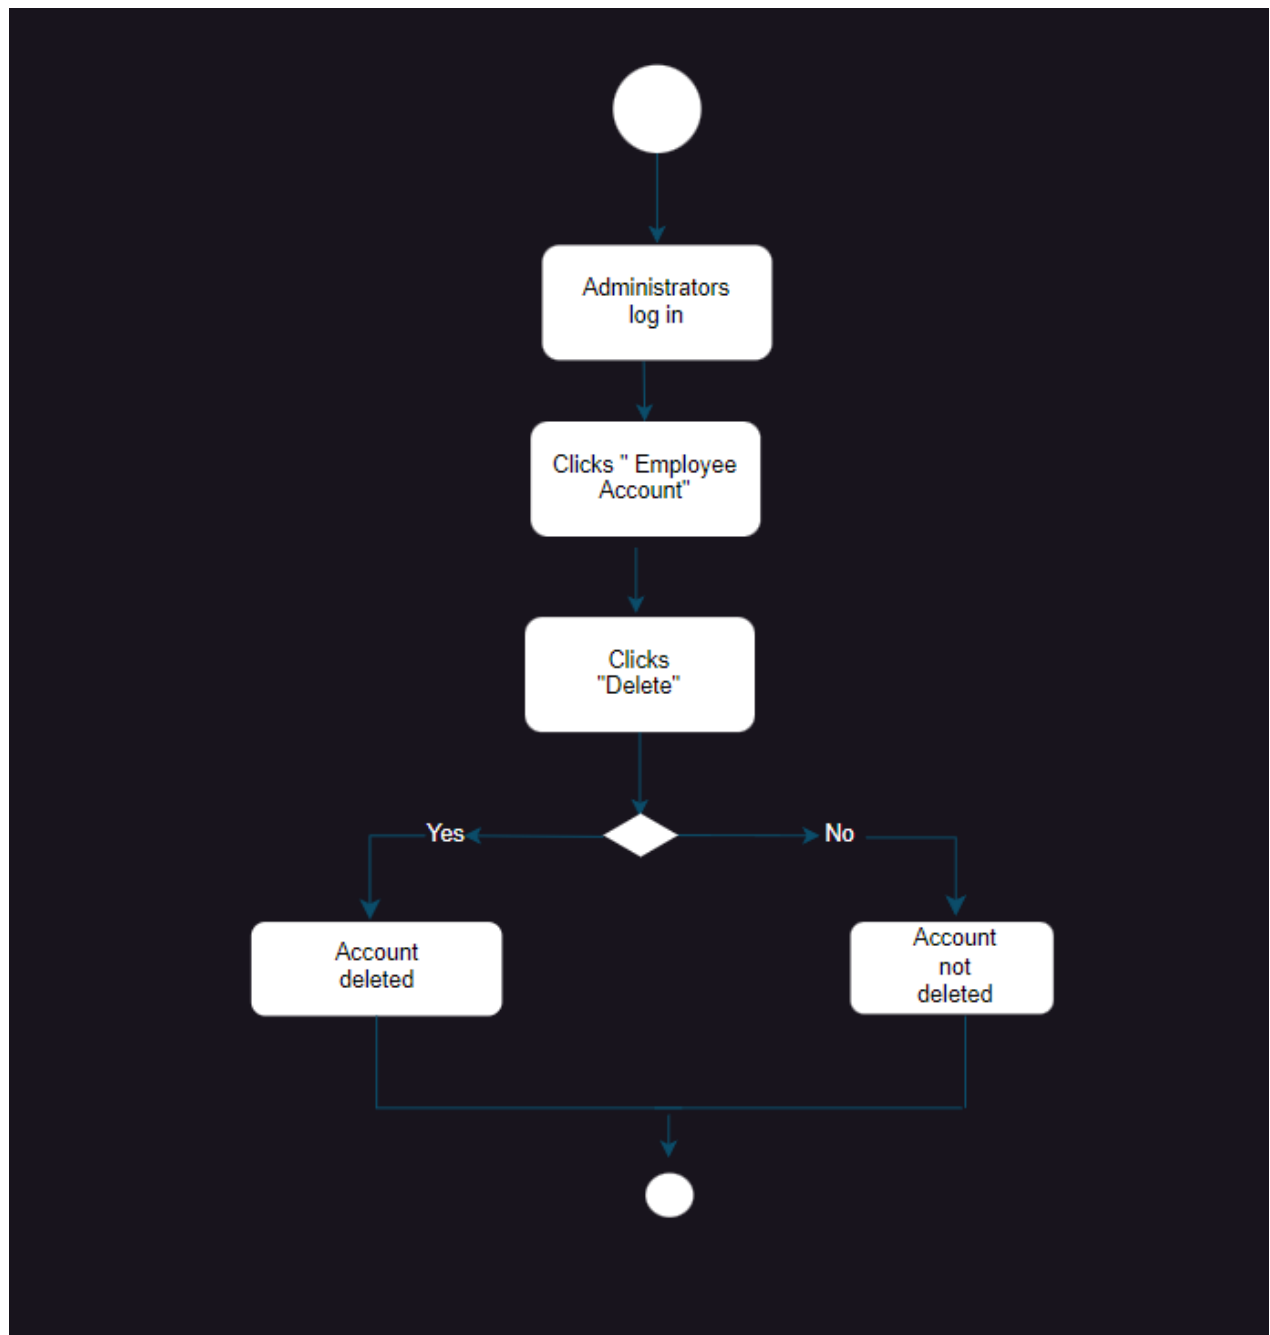 Administrators
log in
Clicks " Employee
Account"
Clicks
"Delete"
Yes
No
Account
deleted
Account
not
deleted